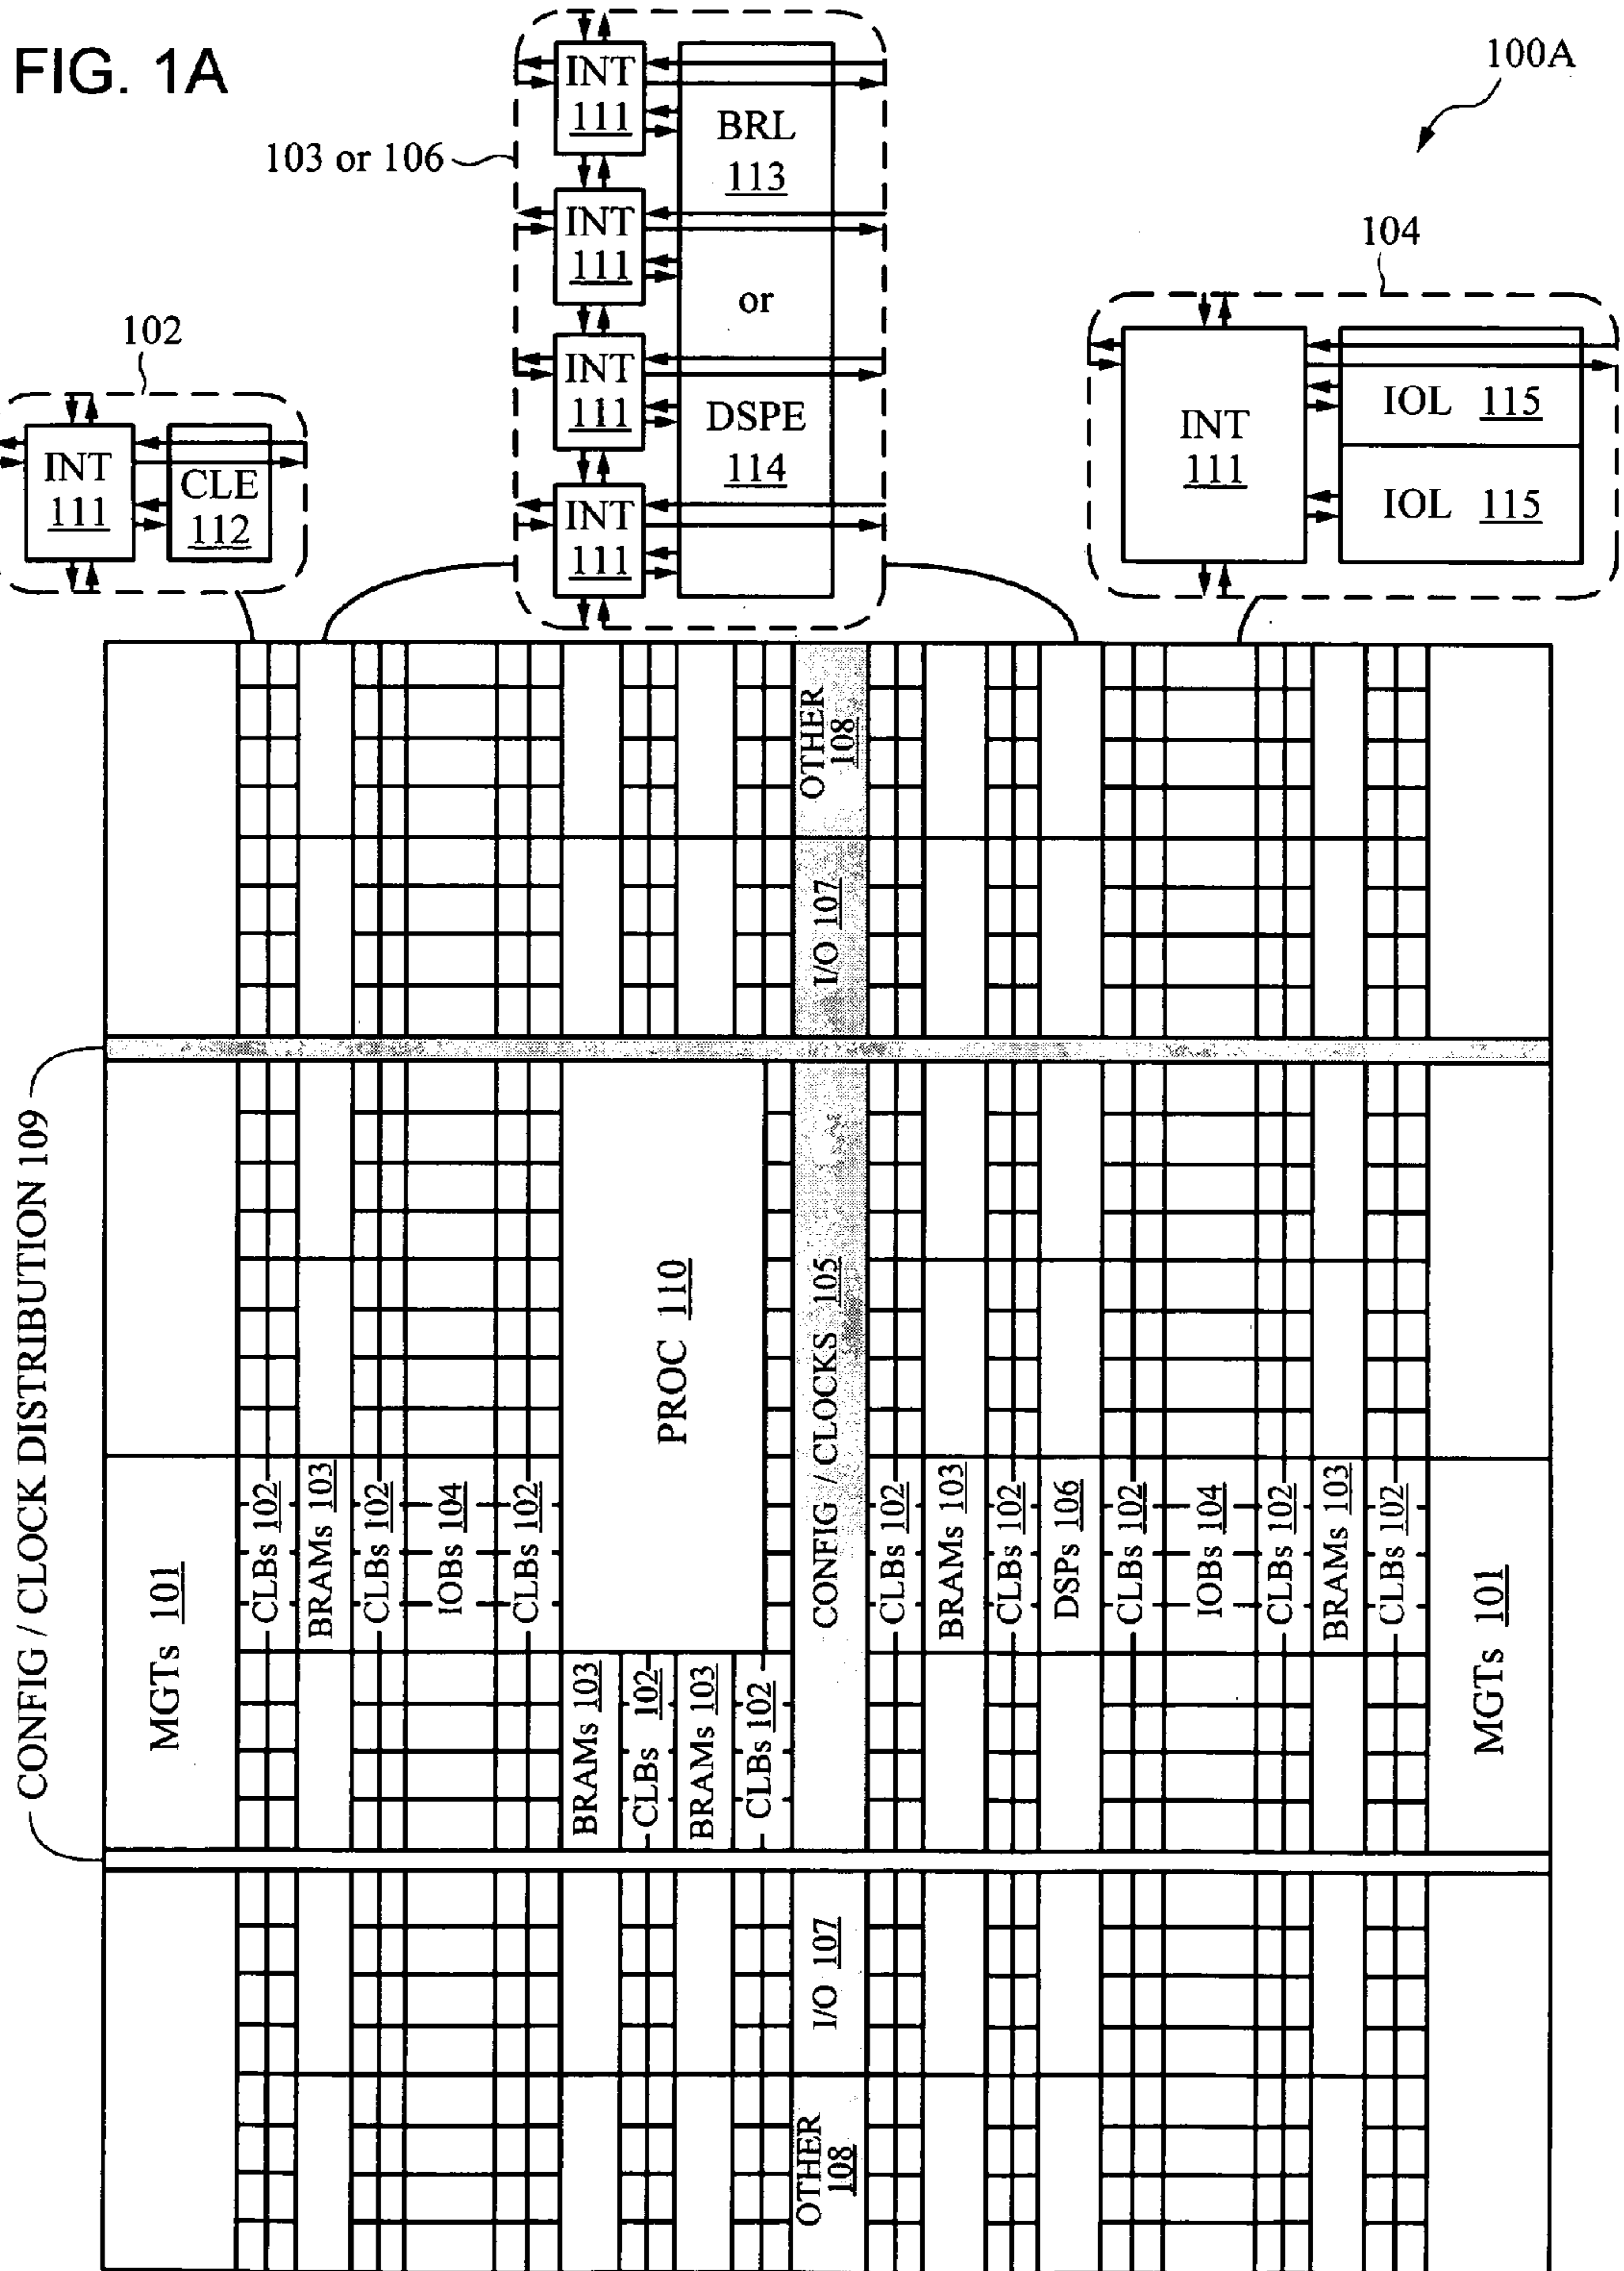 FIG. 1A
100A
103 or 106
INT
111
INT
111
INT
111
INT
111
BRL
113
or
DSPE
114
104
INT
111
IOL 115
IOL 115
102
INT
111
CLE
112
OTHER
108
I/O 107
CONFIG / CLOCK DISTRIBUTION 109
PROC 110
CONFIG / CLOCKS 105
MGTs 101
CLBs 102
BRAMs 103
CLBs 102
IOBs 104
CLBs 102
BRAMs 103
CLBs 102
BRAMs 103
CLBs 102
CLBs 102
BRAMs 103
CLBs 102
DSPs 106
CLBs 102
IOBs 104
CLBs 102
BRAMs 103
CLBs 102
MGTs 101
I/O 107
OTHER
108